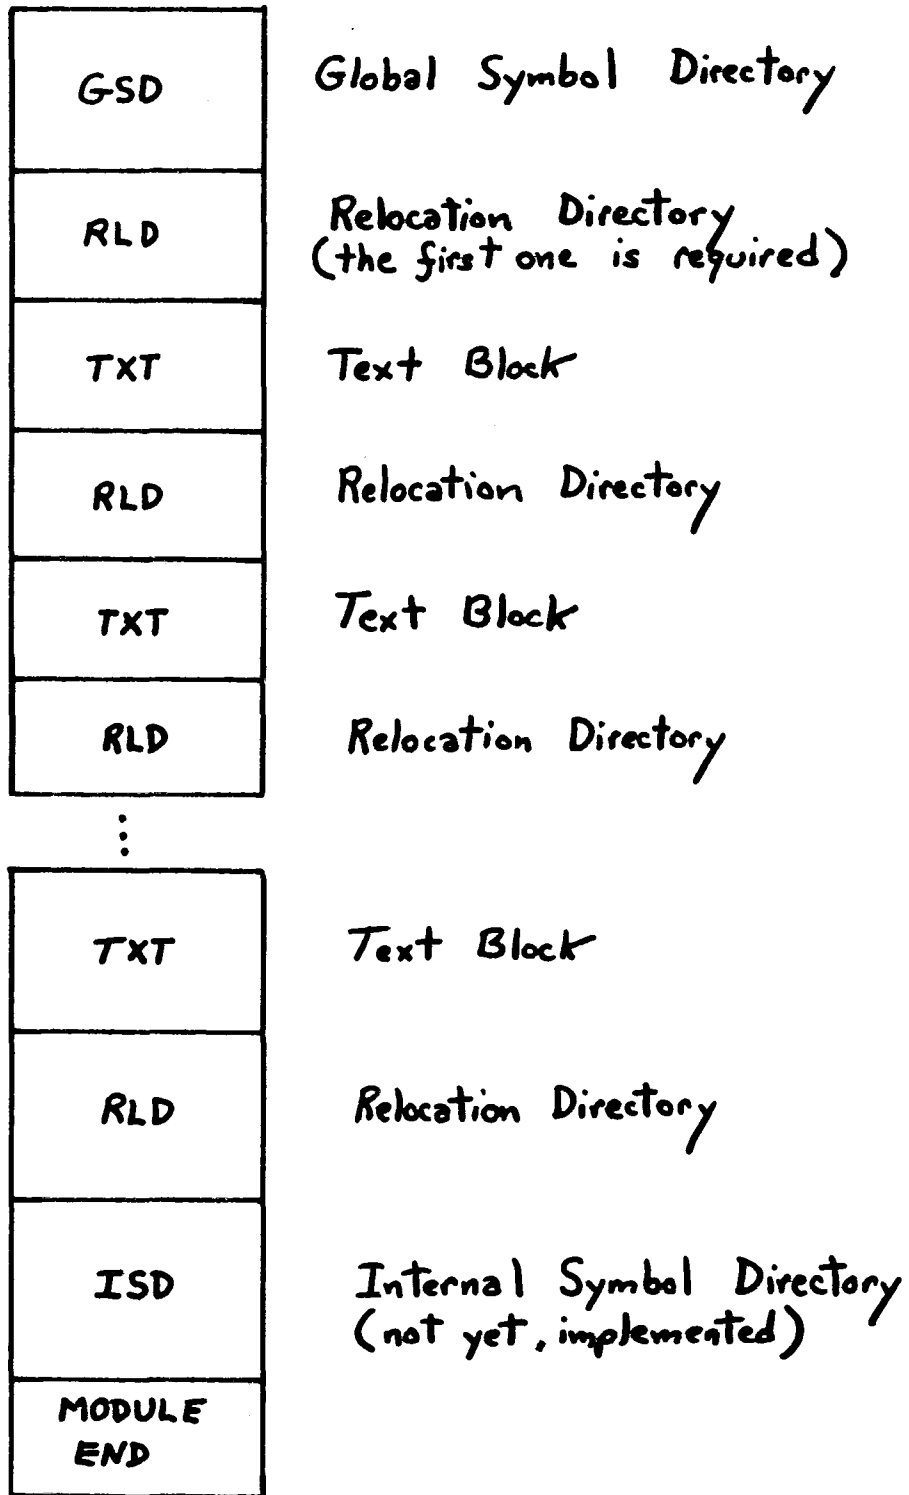 GSD Global Symbol Directory
RLD Relocation Directory
(the first one is required)
TXT Text Block
RLD Relocation Directory
TXT Text Block
RLD Relocation Directory
⋮
TXT Text Block
RLD Relocation Directory
ISD Internal Symbol Directory
(not yet, implemented)
MODULE
END